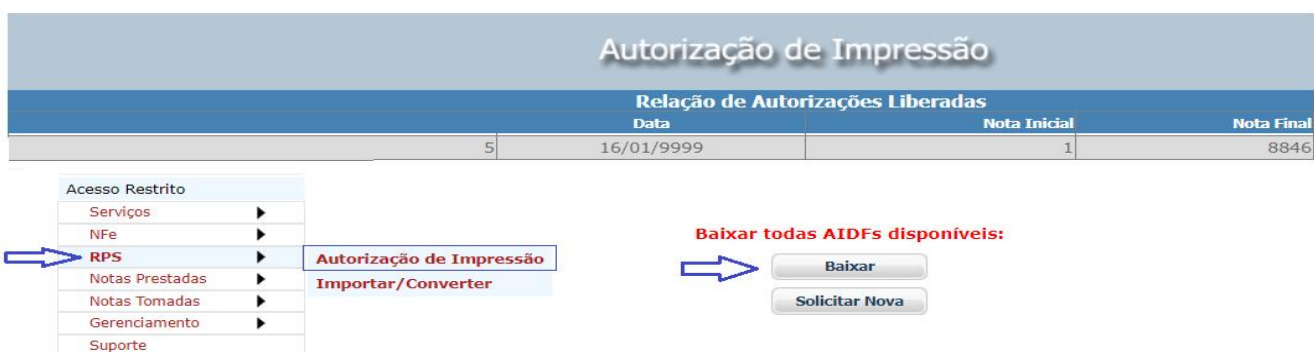 Autorização de Impressão
Relação de Autorizações Liberadas
Data Nota Inicial Nota Final
5 16/01/9999 1 8846
Acesso Restrito
Serviços
NFe
RPS
Notas Prestadas
Notas Tomadas
Gerenciamento
Suporte
Autorização de Impressão
Importar/Converter
Baixar todas AIDFs disponíveis:
Baixar
Solicitar Nova